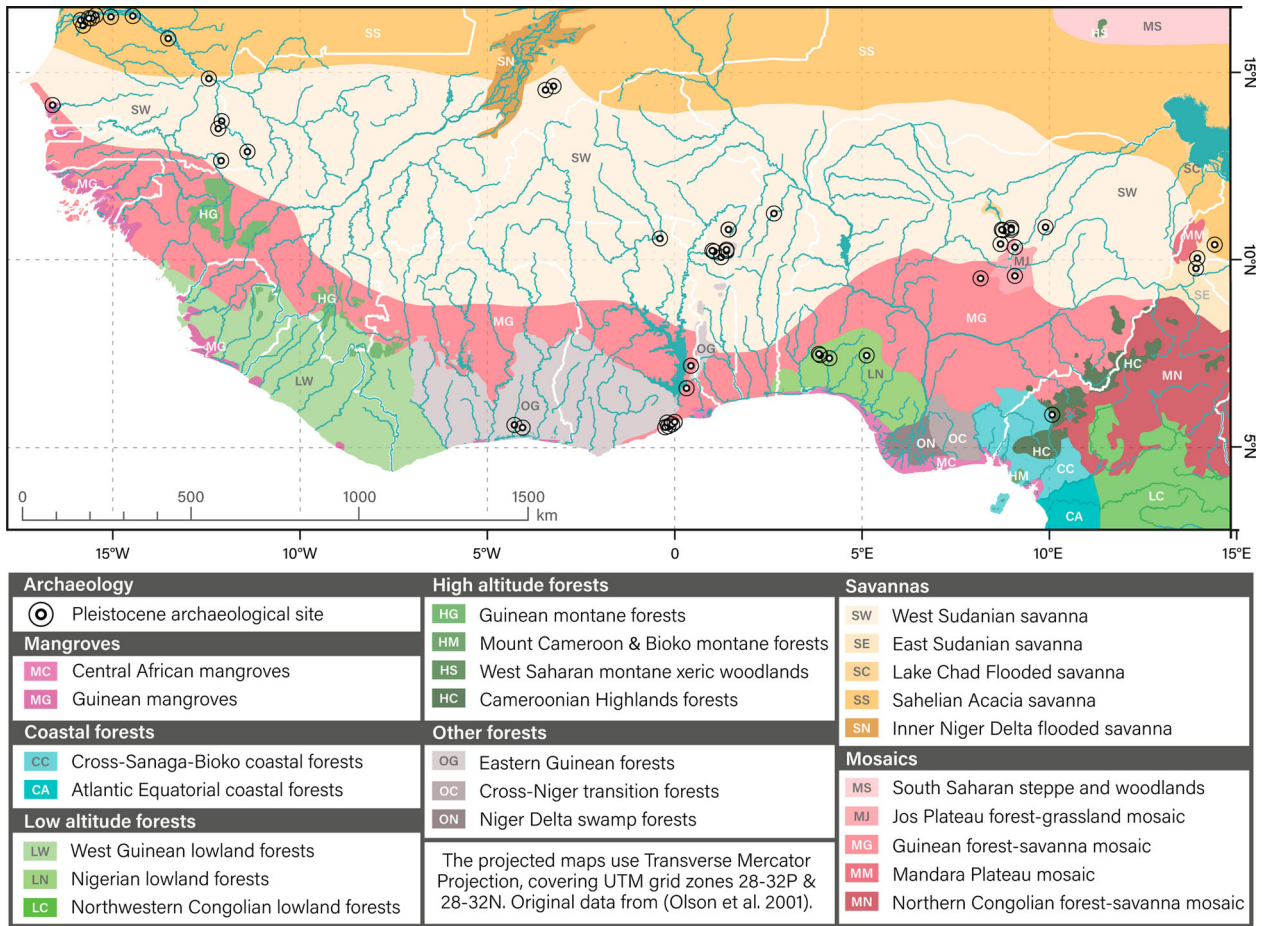 HS
MS
SS
SS
SN
15°N
SW
SW
SC
MG
SW
HG
MM
10°N
MJ
SE
HG
MG
MG
MG
OG
HC
LW
LN
MN
OG
ON
OC
5°N
HC
MC
CC
HM
LC
CA
0 500 1000 1500
km
15°W 10°W 5°W 0 5°E 10°E 15°E
Archaeology
Pleistocene archaeological site
Mangroves
MC Central African mangroves
MG Guinean mangroves
Coastal forests
CC Cross-Sanaga-Bioko coastal forests
CA Atlantic Equatorial coastal forests
Low altitude forests
LW West Guinean lowland forests
LN Nigerian lowland forests
LC Northwestern Congolian lowland forests
High altitude forests
HG Guinean montane forests
HM Mount Cameroon & Bioko montane forests
HS West Saharan montane xeric woodlands
HC Cameroonian Highlands forests
Other forests
OG Eastern Guinean forests
OC Cross-Niger transition forests
ON Niger Delta swamp forests
The projected maps use Transverse Mercator
Projection, covering UTM grid zones 28-32P &
28-32N. Original data from (Olson et al. 2001).
Savannas
SW West Sudanian savanna
SE East Sudanian savanna
SC Lake Chad Flooded savanna
SS Sahelian Acacia savanna
SN Inner Niger Delta flooded savanna
Mosaics
MS South Saharan steppe and woodlands
MJ Jos Plateau forest-grassland mosaic
MG Guinean forest-savanna mosaic
MM Mandara Plateau mosaic
MN Northern Congolian forest-savanna mosaic